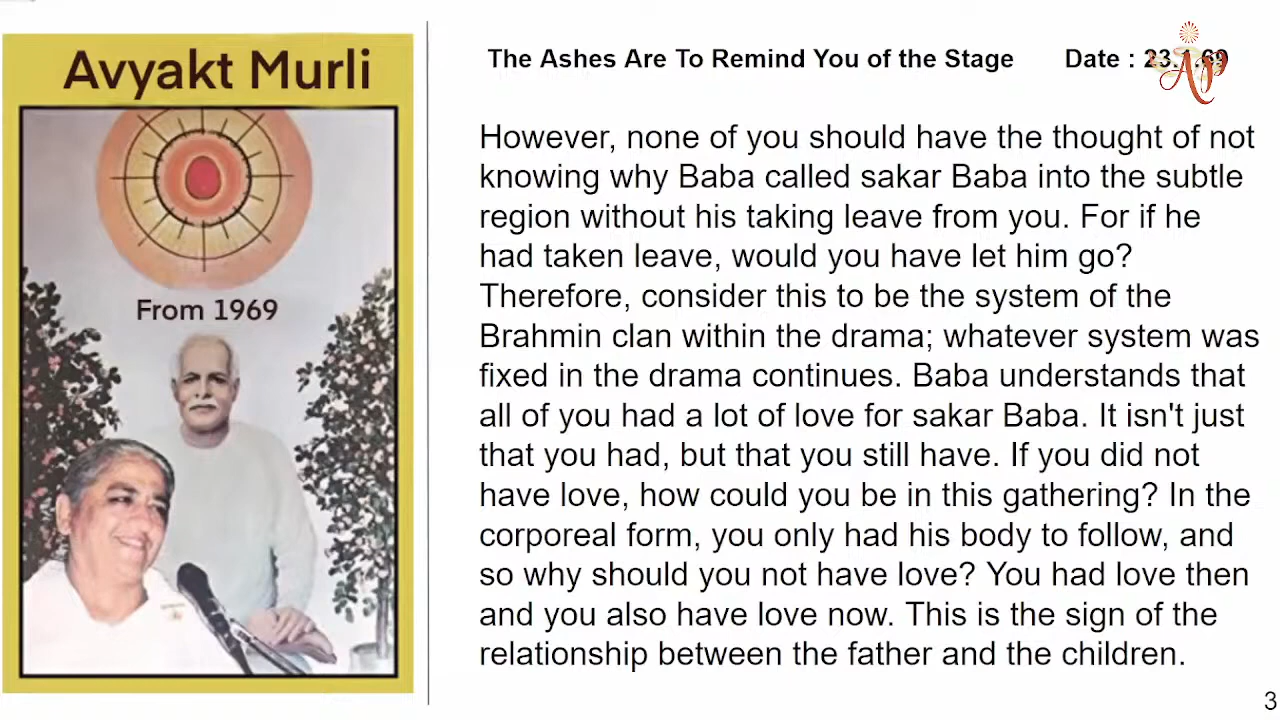 Avyakt Murli
From 1969
The Ashes Are To Remind You of the Stage Date : 23.1.69
However, none of you should have the thought of not
knowing why Baba called sakar Baba into the subtle
region without his taking leave from you. For if he
had taken leave, would you have let him go?
Therefore, consider this to be the system of the
Brahmin clan within the drama; whatever system was
fixed in the drama continues. Baba understands that
all of you had a lot of love for sakar Baba. It isn't just
that you had, but that you still have. If you did not
have love, how could you be in this gathering? In the
corporeal form, you only had his body to follow, and
so why should you not have love? You had love then
and you also have love now. This is the sign of the
relationship between the father and the children.
3